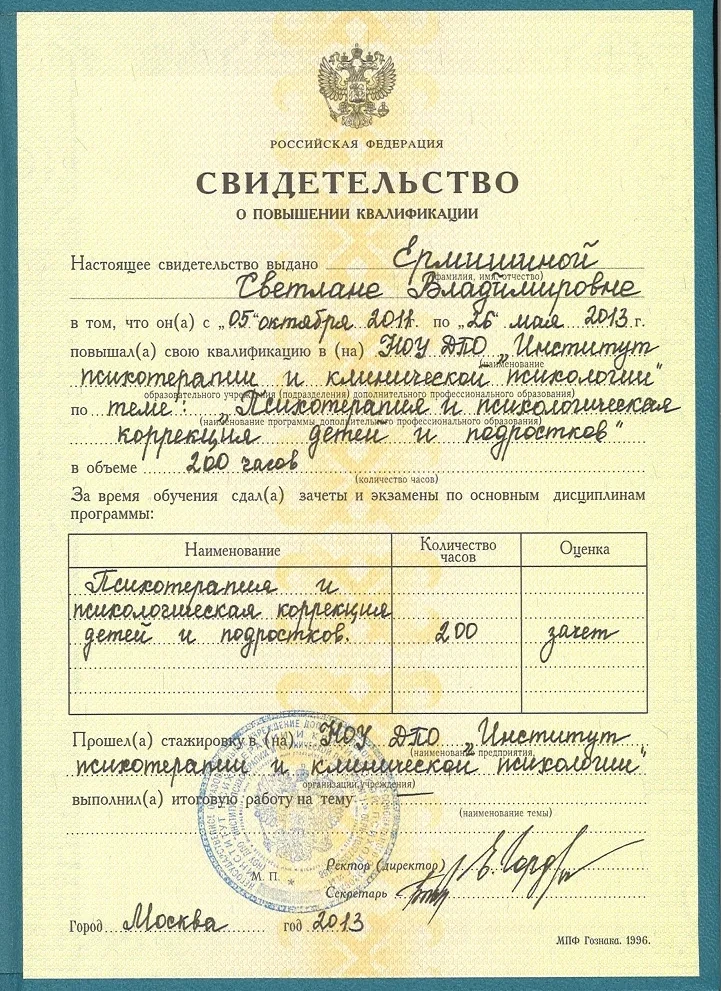 РОССИЙСКАЯ ФЕДЕРАЦИЯ
СВИДЕТЕЛЬСТВО
О ПОВЫШЕНИИ КВАЛИФИКАЦИИ
Настоящее свидетельство выдано Ермишиной
(фамилия, имя, отчество)
Светлане Владимировне
в том, что он(а) с „05“ октября 2011г. по „26“ мая 2013 г.
повышал(а) свою квалификацию в (на) НОУ ДПО „Институт
(наименование
психотерапии и клинической психологии"
образовательного учреждения (подразделения) дополнительного профессионального образования)
по теме: „Психотерапия и психологическая
(наименование программы, дополнительного профессионального образования)
коррекция детей и подростков"
в объеме 200 часов
(количество часов)
За время обучения сдал(а) зачеты и экзамены по основным дисциплинам
программы:
Наименование Количество часов Оценка
Психотерапия и
психологическая коррекция
детей и подростков. 200 зачет
Прошел(а) стажировку в (на) НОУ ДПО „Институт
(наименование предприятия,
психотерапии и клинической психологии"
организации, учреждения)
выполнил(а) итоговую работу на тему —
(наименование темы)
Ректор (директор)
М. П.
Секретарь
Город Москва год 2013
МПФ Гознака. 1996.